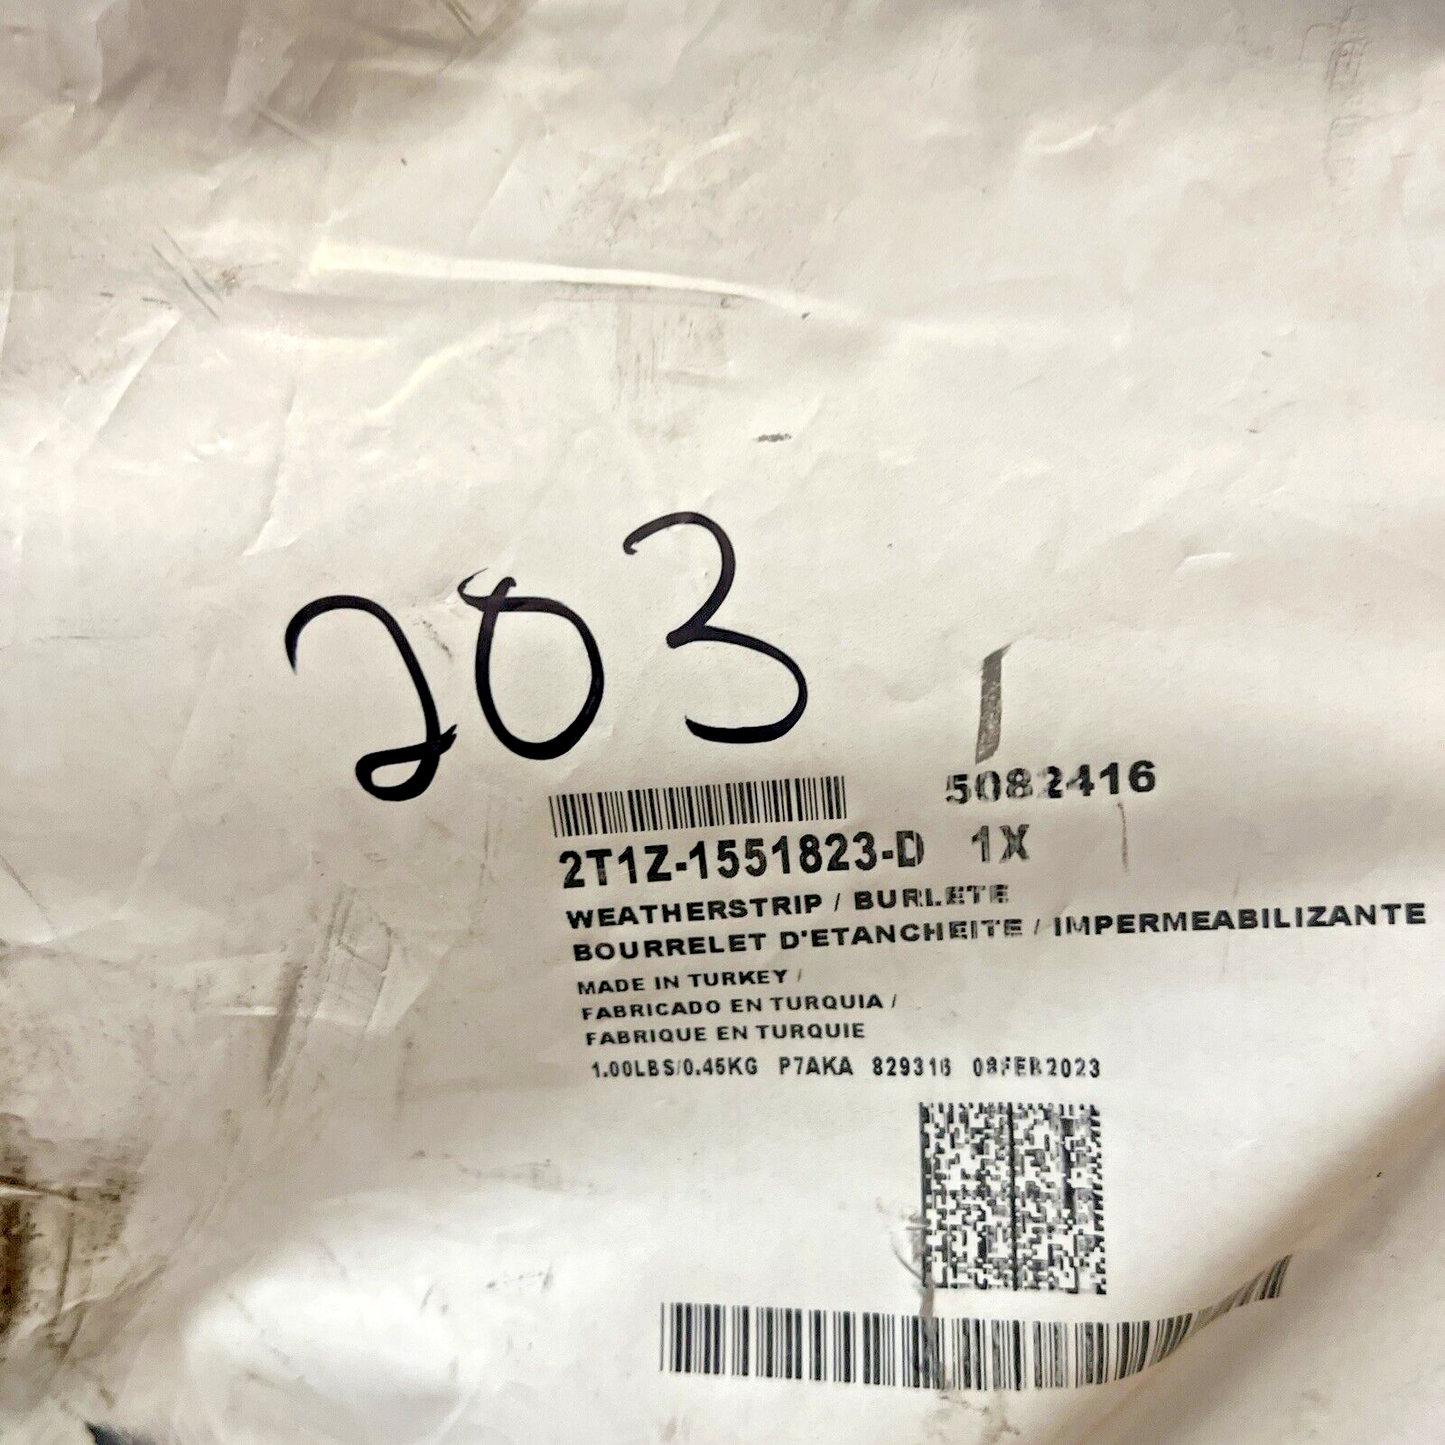 203
5082416
2T1Z-1551823-D 1X
WEATHERSTRIP / BURLETE
BOURRELET D'ETANCHEITE / IMPERMEABILIZANTE
MADE IN TURKEY /
FABRICADO EN TURQUIA /
FABRIQUE EN TURQUIE
1.00LBS/0.45KG P7AKA 829316 08FEB2023